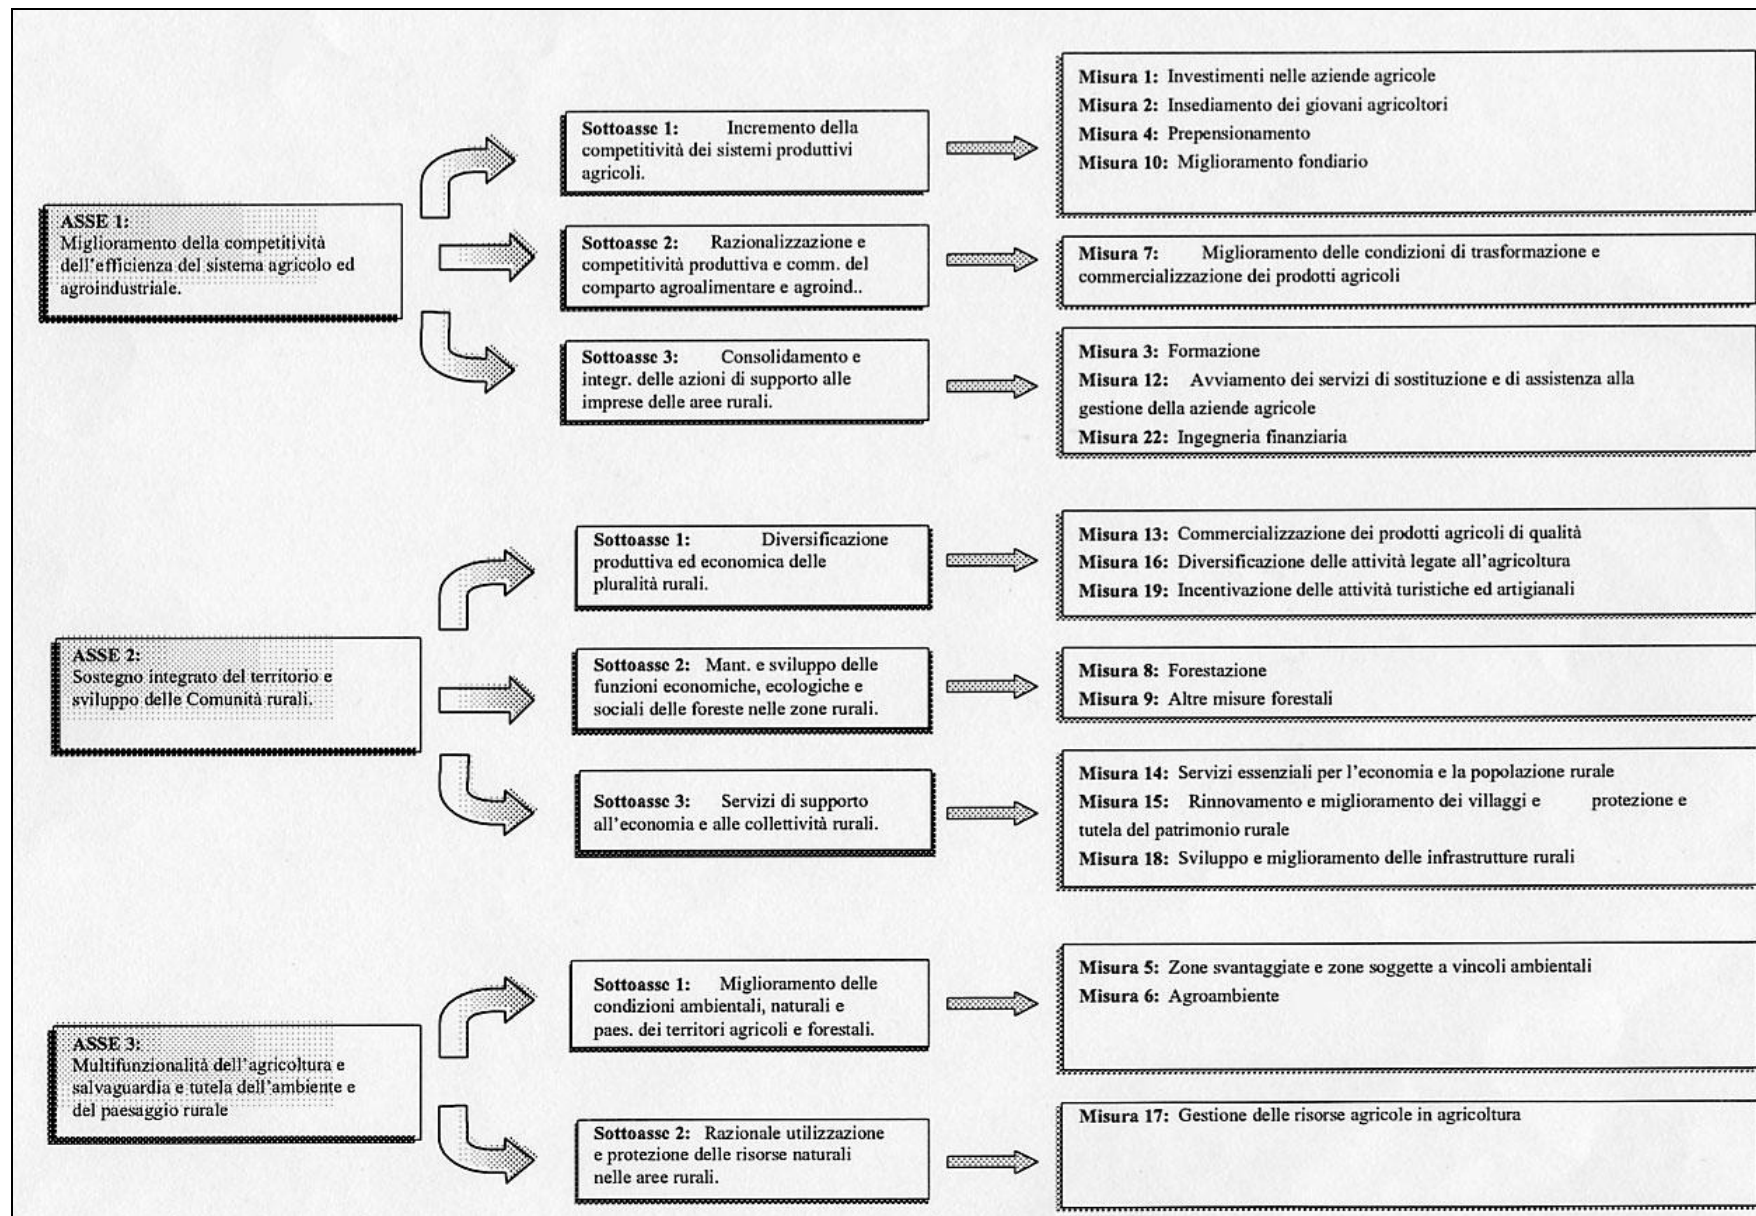 ASSE 1:
Miglioramento della competitività
dell'efficienza del sistema agricolo ed
agroindustriale.
Sottoasse 1: Incremento della
competitività dei sistemi produttivi
agricoli.
Misura 1: Investimenti nelle aziende agricole
Misura 2: Insediamento dei giovani agricoltori
Misura 4: Prepensionamento
Misura 10: Miglioramento fondiario
Sottoasse 2: Razionalizzazione e
competitività produttiva e comm. del
comparto agroalimentare e agroind..
Misura 7: Miglioramento delle condizioni di trasformazione e
commercializzazione dei prodotti agricoli
Sottoasse 3: Consolidamento e
integr. delle azioni di supporto alle
imprese delle aree rurali.
Misura 3: Formazione
Misura 12: Avviamento dei servizi di sostituzione e di assistenza alla
gestione della aziende agricole
Misura 22: Ingegneria finanziaria
ASSE 2:
Sostegno integrato del territorio e
sviluppo delle Comunità rurali.
Sottoasse 1: Diversificazione
produttiva ed economica delle
pluralità rurali.
Misura 13: Commercializzazione dei prodotti agricoli di qualità
Misura 16: Diversificazione delle attività legate all'agricoltura
Misura 19: Incentivazione delle attività turistiche ed artigianali
Sottoasse 2: Mant. e sviluppo delle
funzioni economiche, ecologiche e
sociali delle foreste nelle zone rurali.
Misura 8: Forestazione
Misura 9: Altre misure forestali
Sottoasse 3: Servizi di supporto
all'economia e alle collettività rurali.
Misura 14: Servizi essenziali per l'economia e la popolazione rurale
Misura 15: Rinnovamento e miglioramento dei villaggi e protezione e
tutela del patrimonio rurale
Misura 18: Sviluppo e miglioramento delle infrastrutture rurali
ASSE 3:
Multifunzionalità dell'agricoltura e
salvaguardia e tutela dell'ambiente e
del paesaggio rurale
Sottoasse 1: Miglioramento delle
condizioni ambientali, naturali e
paes. dei territori agricoli e forestali.
Misura 5: Zone svantaggiate e zone soggette a vincoli ambientali
Misura 6: Agroambiente
Sottoasse 2: Razionale utilizzazione
e protezione delle risorse naturali
nelle aree rurali.
Misura 17: Gestione delle risorse agricole in agricoltura